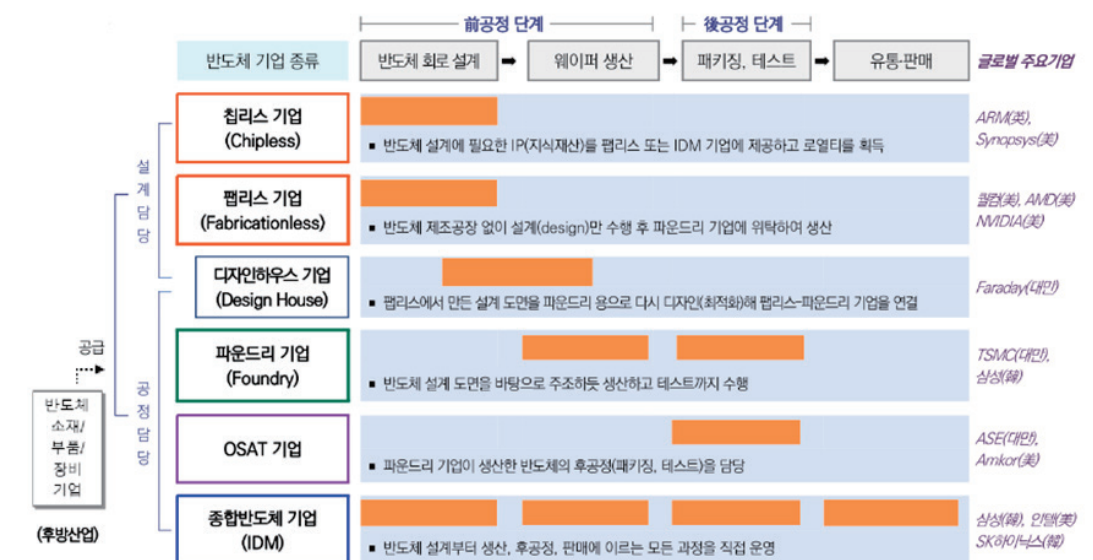 前공정 단계
後공정 단계
반도체 기업 종류
반도체 회로 설계
웨이퍼 생산
패키징, 테스트
유통·판매
글로벌 주요기업
칩리스 기업
(Chipless)
▪ 반도체 설계에 필요한 IP(지식재산)를 팹리스 또는 IDM 기업에 제공하고 로열티를 획득
ARM(美),
Synopsys(美)
설계담당
팹리스 기업
(Fabricationless)
▪ 반도체 제조공장 없이 설계(design)만 수행 후 파운드리 기업에 위탁하여 생산
퀄컴(美), AMD(美)
NVIDIA(美)
디자인하우스 기업
(Design House)
▪ 팹리스에서 만든 설계 도면을 파운드리 용으로 다시 디자인(최적화)해 팹리스-파운드리 기업을 연결
Faraday(대만)
파운드리 기업
(Foundry)
▪ 반도체 설계 도면을 바탕으로 주조하듯 생산하고 테스트까지 수행
TSMC(대만),
삼성(韓)
공급
반도체
소재/
부품/
장비
기업
(후방산업)
공정담당
OSAT 기업
▪ 파운드리 기업이 생산한 반도체의 후공정(패키징, 테스트)을 담당
ASE(대만),
Amkor(美)
종합반도체 기업
(IDM)
▪ 반도체 설계부터 생산, 후공정, 판매에 이르는 모든 과정을 직접 운영
삼성(韓), 인텔(美)
SK하이닉스(韓)